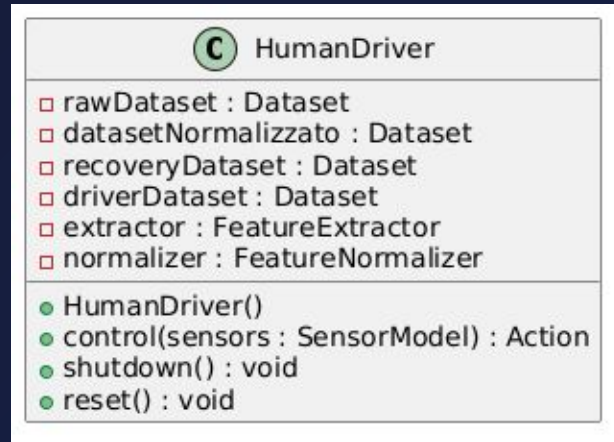 C HumanDriver
rawDataset : Dataset
datasetNormalizzato : Dataset
recoveryDataset : Dataset
driverDataset : Dataset
extractor : FeatureExtractor
normalizer : FeatureNormalizer
HumanDriver()
control(sensors : SensorModel) : Action
shutdown() : void
reset() : void